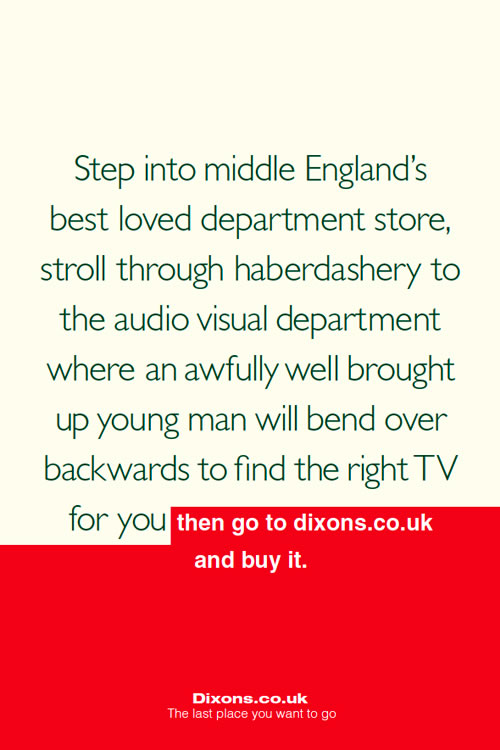 Step into middle England's
best loved department store,
stroll through haberdashery to
the audio visual department
where an awfully well brought
up young man will bend over
backwards to find the right TV
for you then go to dixons.co.uk
and buy it.
Dixons.co.uk
The last place you want to go